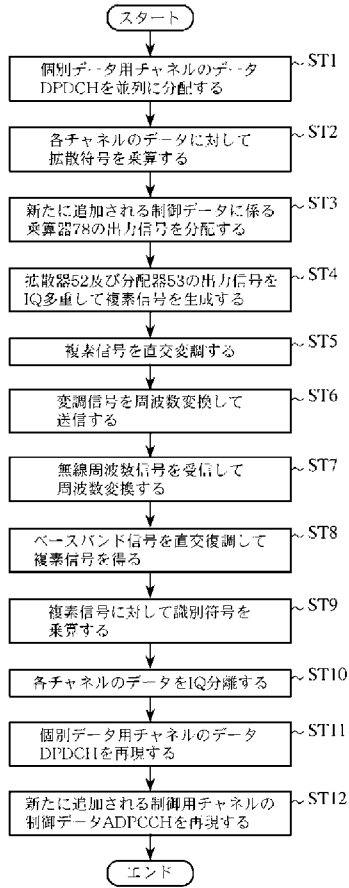 スタート
ST1
個別データ用チャネルのデータ
DPDCHを並列に分配する
ST2
各チャネルのデータに対して
拡散符号を乗算する
ST3
新たに追加される制御データに係る
乗算器78の出力信号を分配する
ST4
拡散器52及び分配器53の出力信号を
IQ多重して複素信号を生成する
ST5
複素信号を直交変調する
ST6
変調信号を周波数変換して
送信する
ST7
無線周波数信号を受信して
周波数変換する
ST8
ベースバンド信号を直交復調して
複素信号を得る
ST9
複素信号に対して識別符号を
乗算する
ST10
各チャネルのデータをIQ分離する
ST11
個別データ用チャネルのデータ
DPDCHを再現する
ST12
新たに追加される制御用チャネルの
制御データADPCCHを再現する
エンド